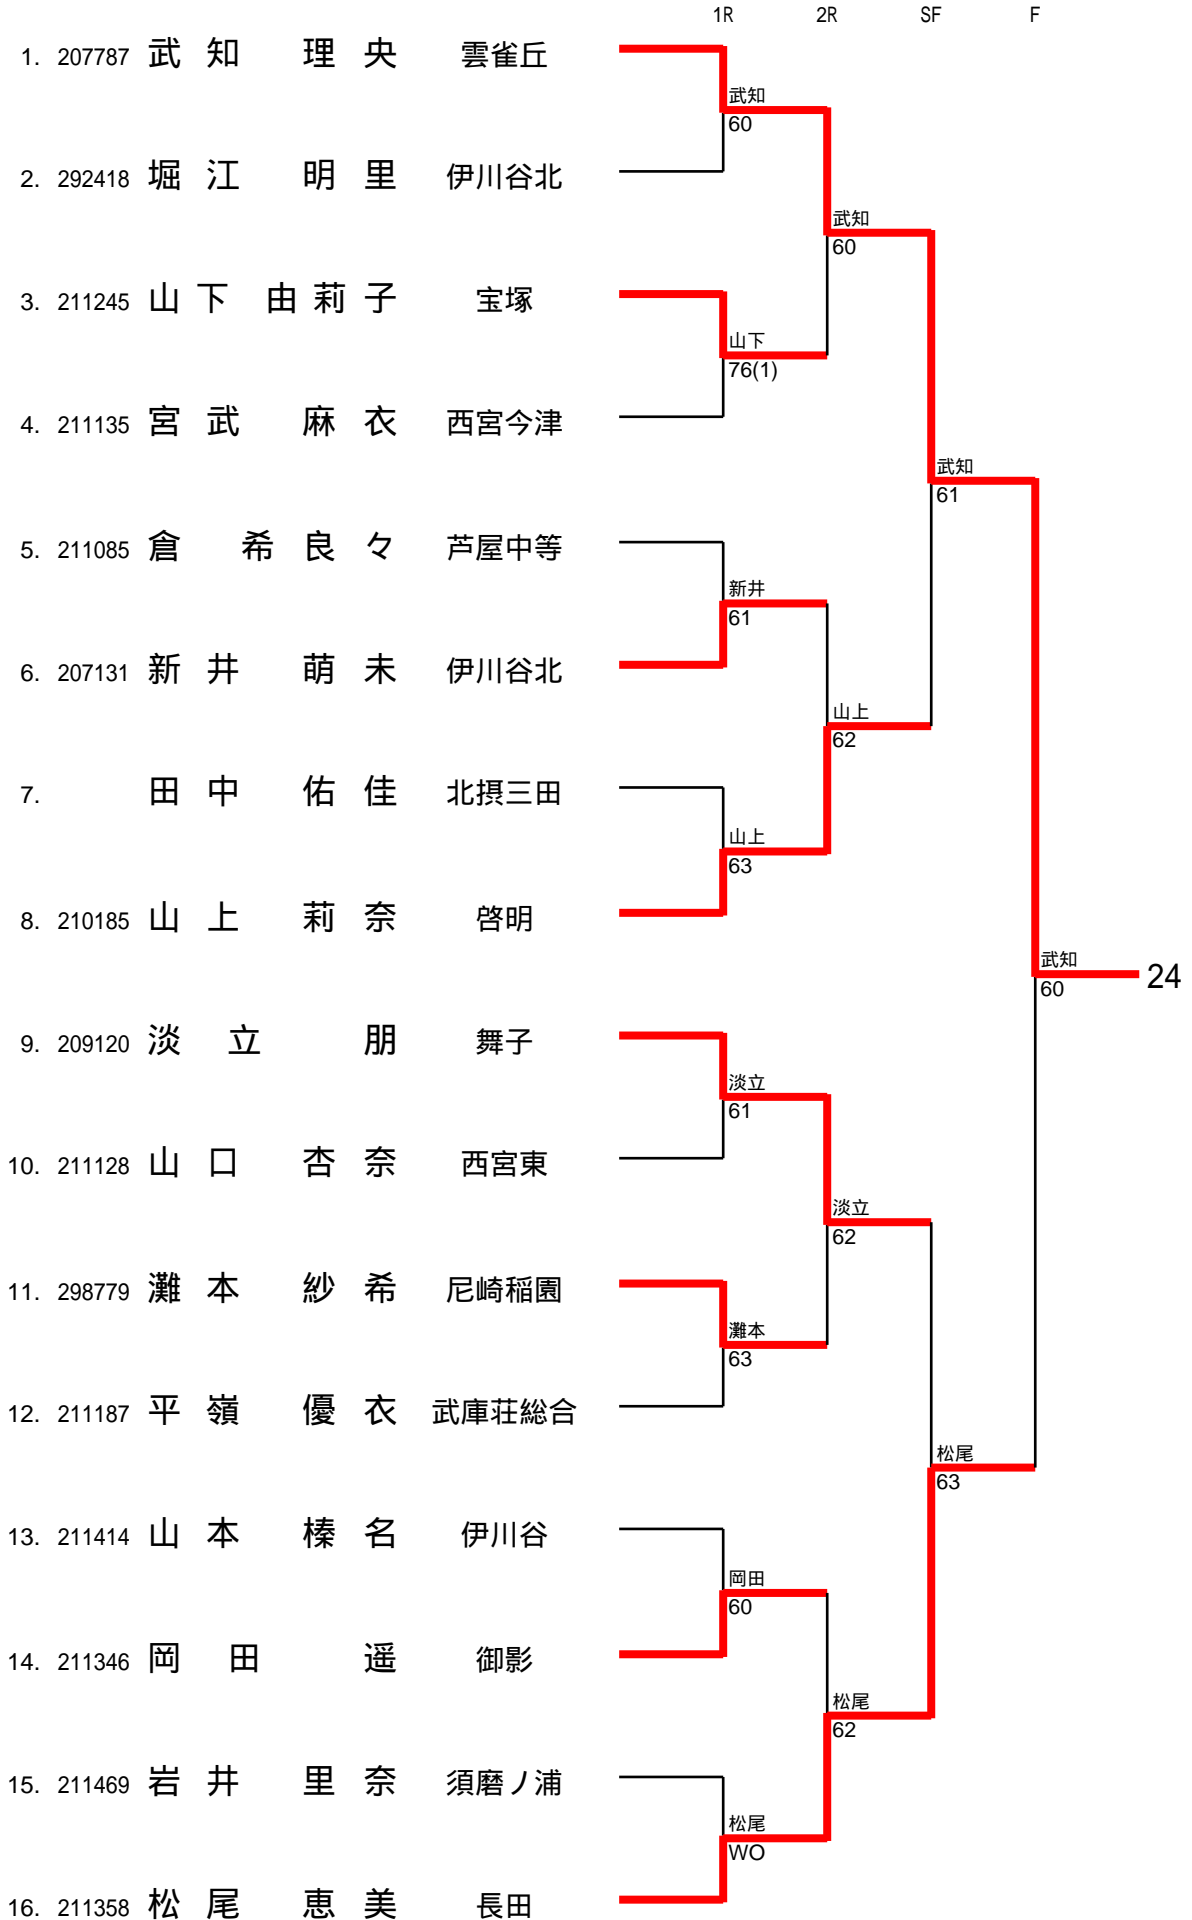 1R 2R SF F
1. 207787 武知 理央 雲雀丘
武知
60
2. 292418 堀江 明里 伊川谷北
武知
60
3. 211245 山下 由莉子 宝塚
山下
76(1)
4. 211135 宮武 麻衣 西宮今津
武知
61
5. 211085 倉 希良々 芦屋中等
新井
61
6. 207131 新井 萌未 伊川谷北
山上
62
7. 田中 佑佳 北摂三田
山上
63
8. 210185 山上 莉奈 啓明
武知
60
24
9. 209120 淡立 朋 舞子
淡立
61
10. 211128 山口 杏奈 西宮東
淡立
62
11. 298779 灘本 紗希 尼崎稲園
灘本
63
12. 211187 平嶺 優衣 武庫荘総合
松尾
63
13. 211414 山本 榛名 伊川谷
岡田
60
14. 211346 岡田 遥 御影
松尾
62
15. 211469 岩井 里奈 須磨ノ浦
松尾
WO
16. 211358 松尾 恵美 長田